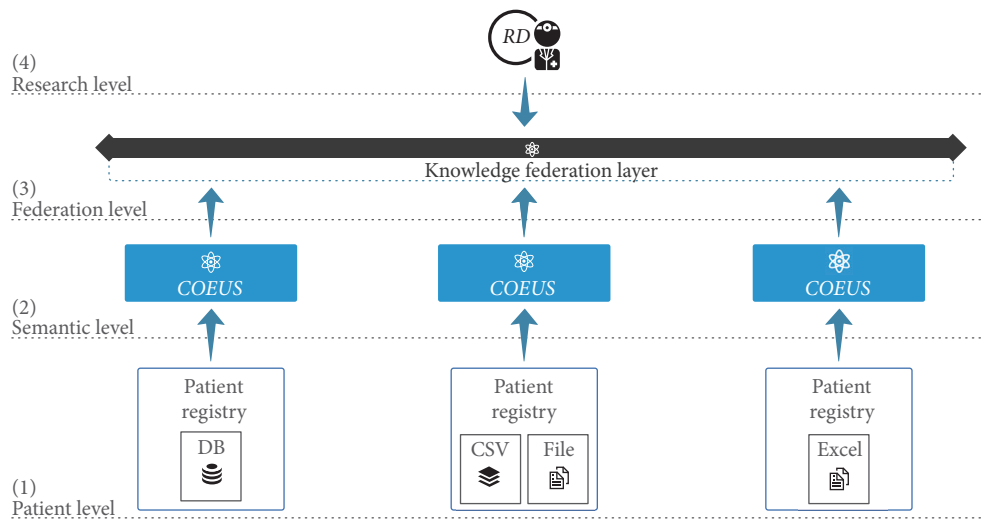 RD
(4)
Research level
Knowledge federation layer
(3)
Federation level
COEUS
COEUS
COEUS
(2)
Semantic level
Patient
registry
DB
Patient
registry
CSV
File
Patient
registry
Excel
(1)
Patient level